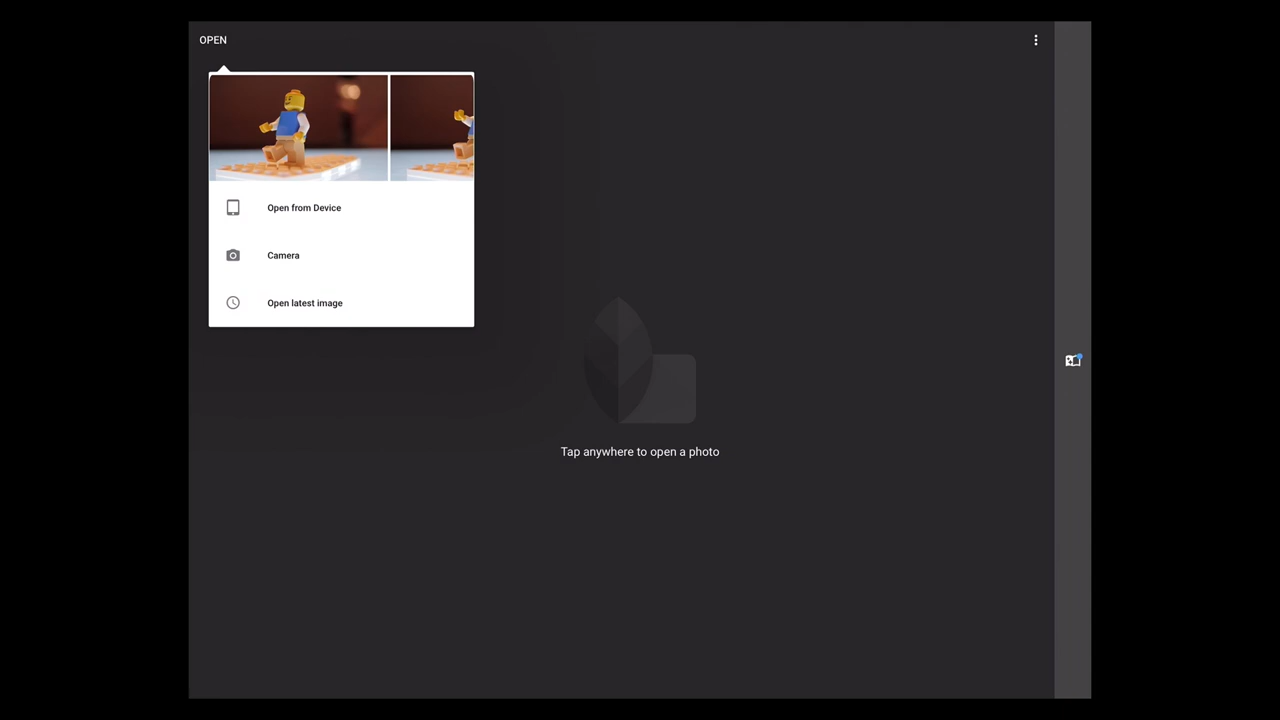 OPEN
Open from Device
Camera
Open latest image
Tap anywhere to open a photo